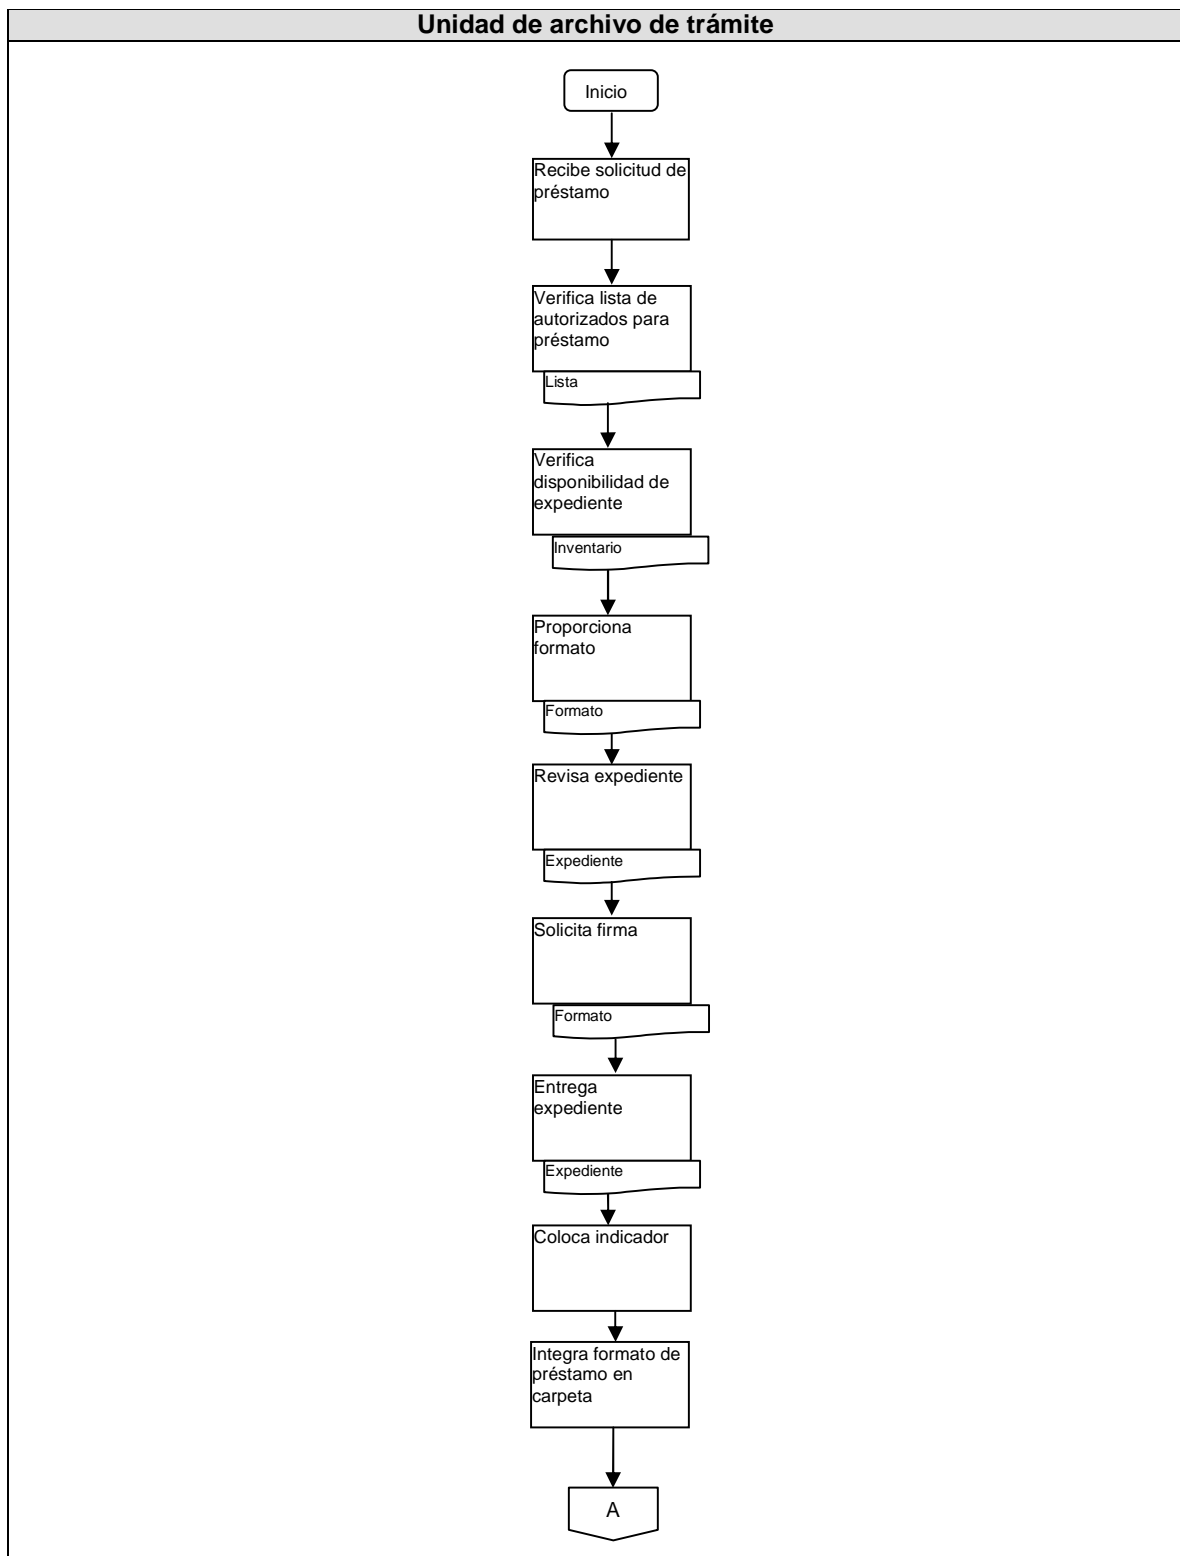 Unidad de archivo de trámite
Inicio
Recibe solicitud de
préstamo
Verifica lista de
autorizados para
préstamo
Lista
Verifica
disponibilidad de
expediente
Inventario
Proporciona
formato
Formato
Revisa expediente
Expediente
Solicita firma
Formato
Entrega
expediente
Expediente
Coloca indicador
Integra formato de
préstamo en
carpeta
A